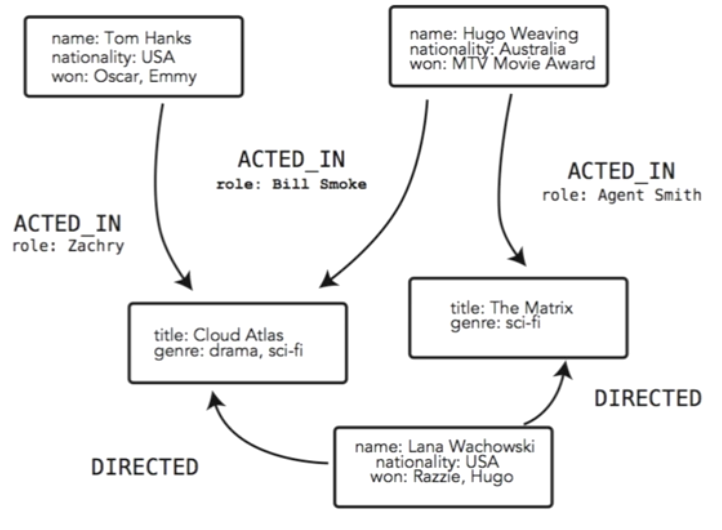 name: Tom Hanks
nationality: USA
won: Oscar, Emmy
name: Hugo Weaving
nationality: Australia
won: MTV Movie Award
ACTED_IN
role: Bill Smoke
ACTED_IN
role: Agent Smith
ACTED_IN
role: Zachry
title: Cloud Atlas
genre: drama, sci-fi
title: The Matrix
genre: sci-fi
DIRECTED
DIRECTED
name: Lana Wachowski
nationality: USA
won: Razzie, Hugo